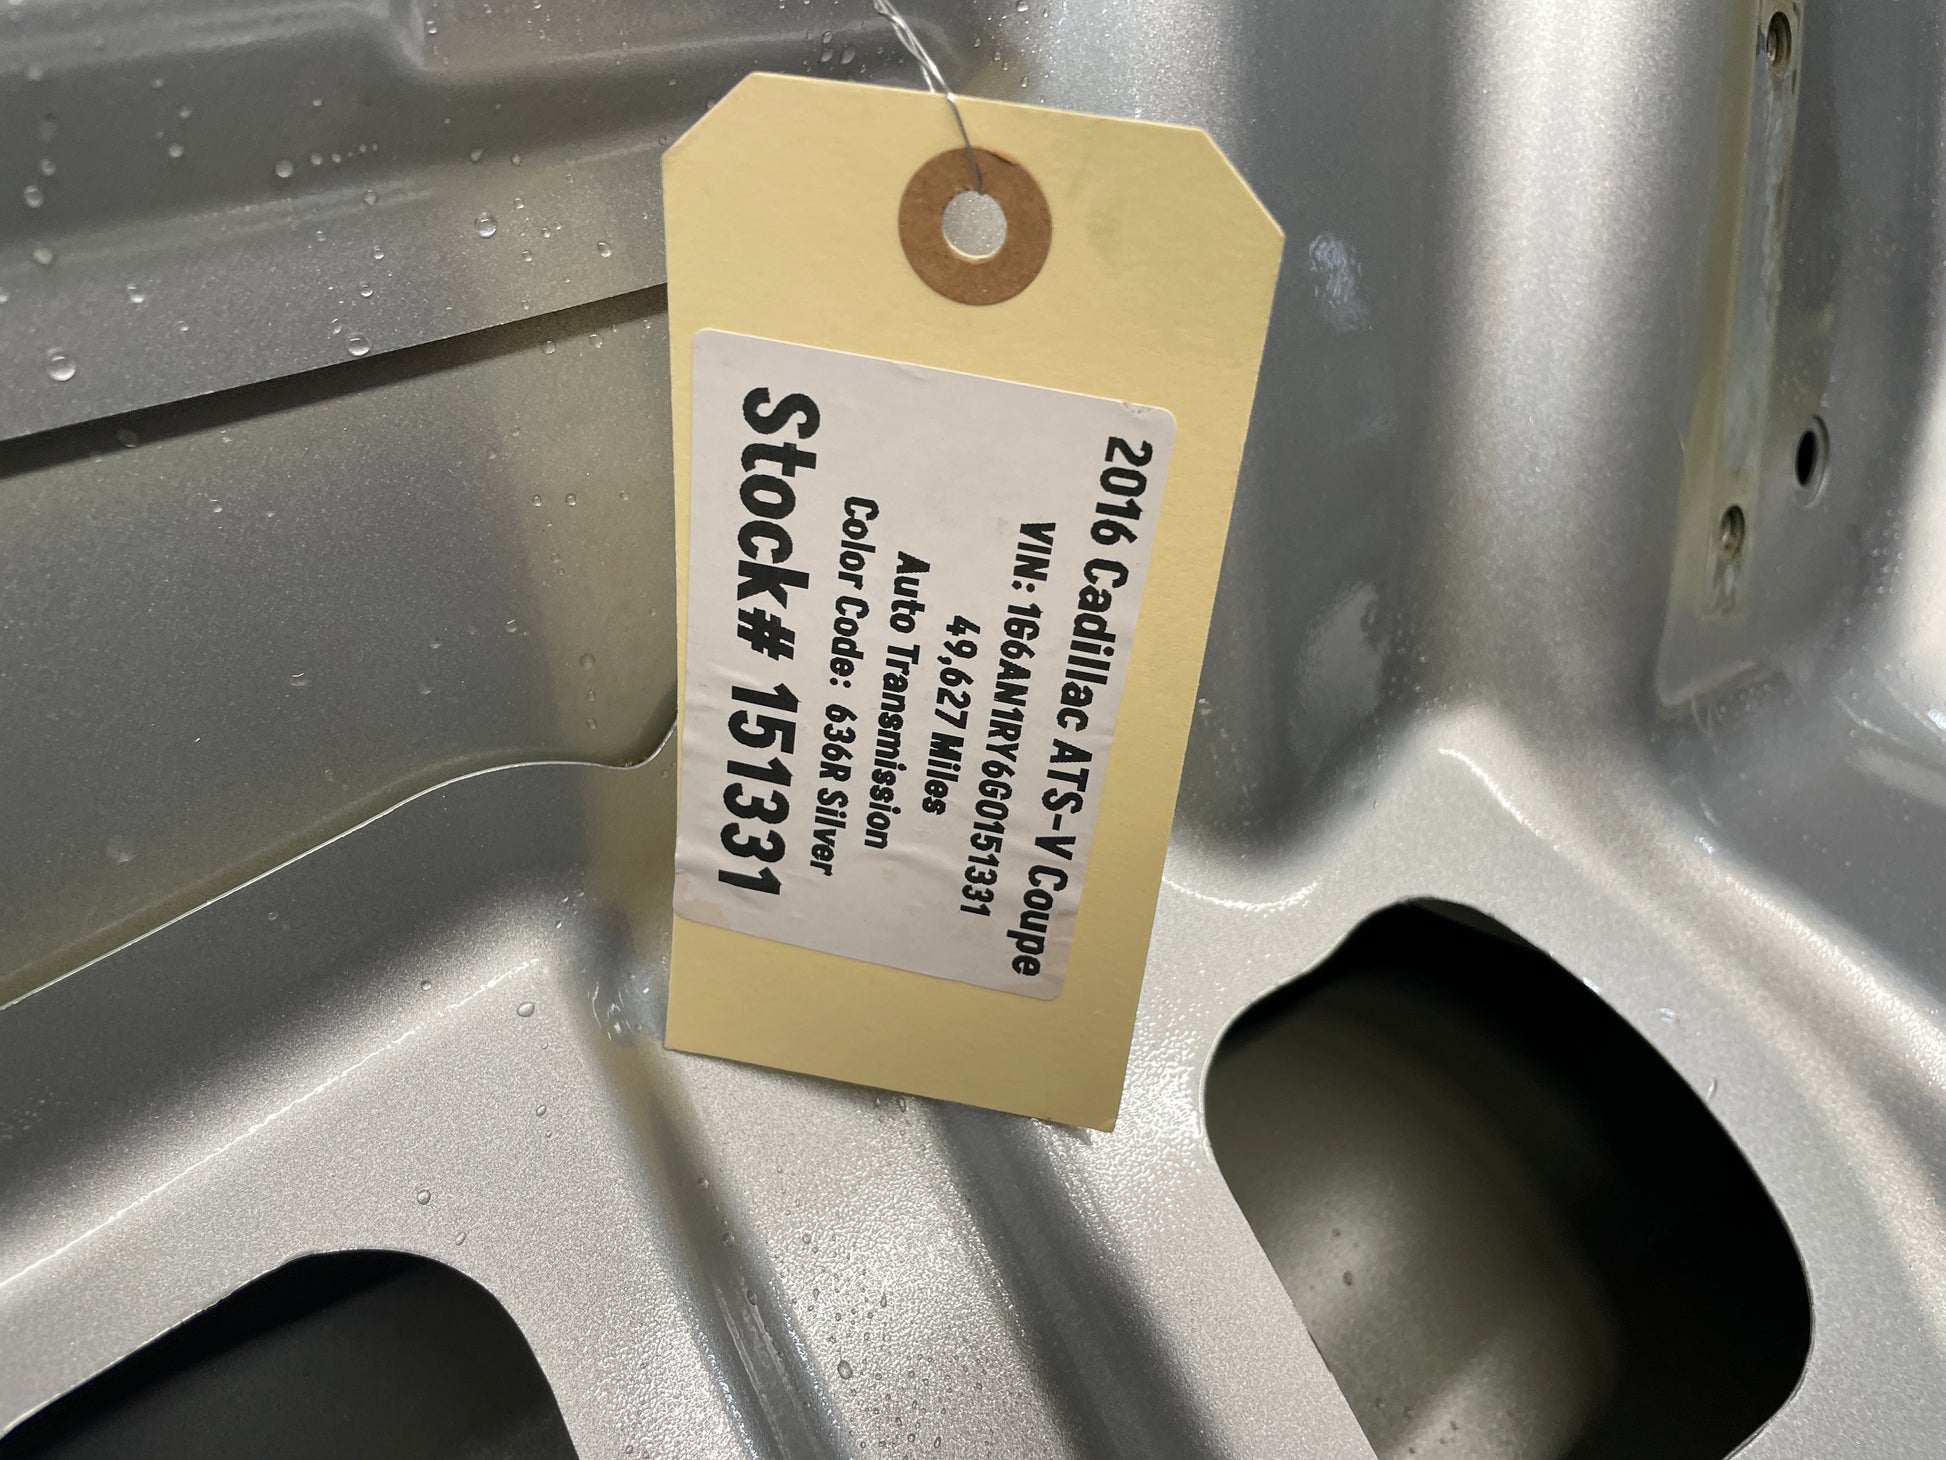 2016 Cadillac ATS-V Coupe
VIN: 1G6AN1RY6G0151331
49,627 Miles
Auto Transmission
Color Code: 636R Silver
Stock# 151331